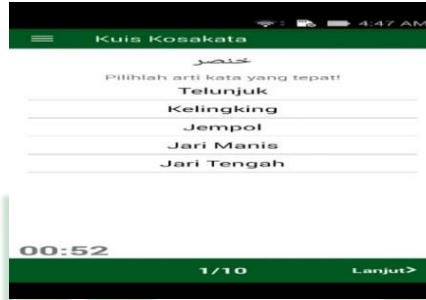 4:47 AM
Kuis Kosakata
خنصر
Pilihlah arti kata yang tepat!
Telunjuk
Kelingking
Jempol
Jari Manis
Jari Tengah
00:52
1/10 Lanjut>